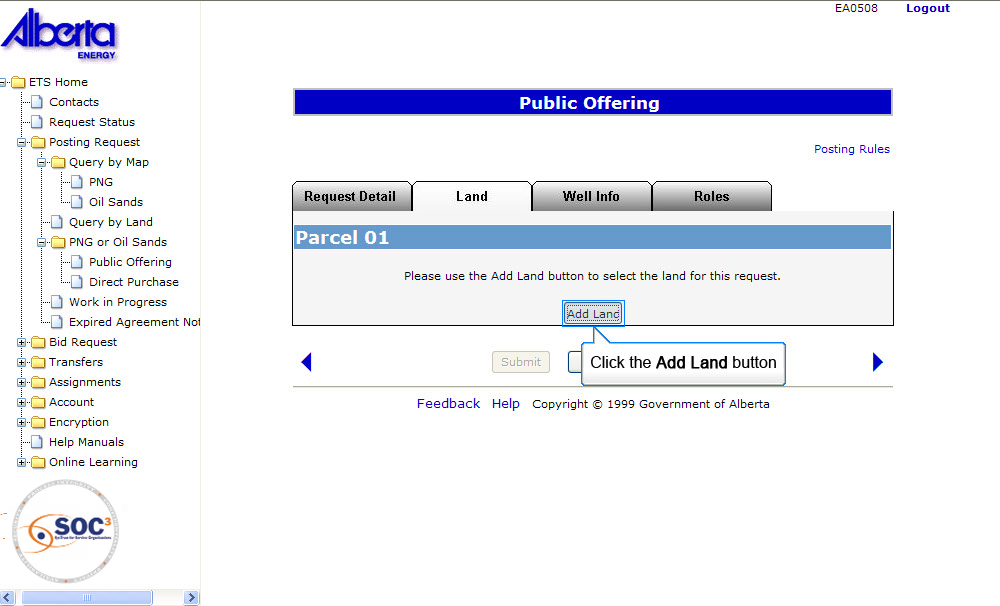 EA0508 Logout
Alberta
ENERGY
ETS Home
Contacts
Request Status
Posting Request
Query by Map
PNG
Oil Sands
Query by Land
PNG or Oil Sands
Public Offering
Direct Purchase
Work in Progress
Expired Agreement Not
Bid Request
Transfers
Assignments
Account
Encryption
Help Manuals
Online Learning
SOC3
Public Offering
Posting Rules
Request Detail Land Well Info Roles
Parcel 01
Please use the Add Land button to select the land for this request.
Add Land
Submit
Click the Add Land button
Feedback Help Copyright © 1999 Government of Alberta